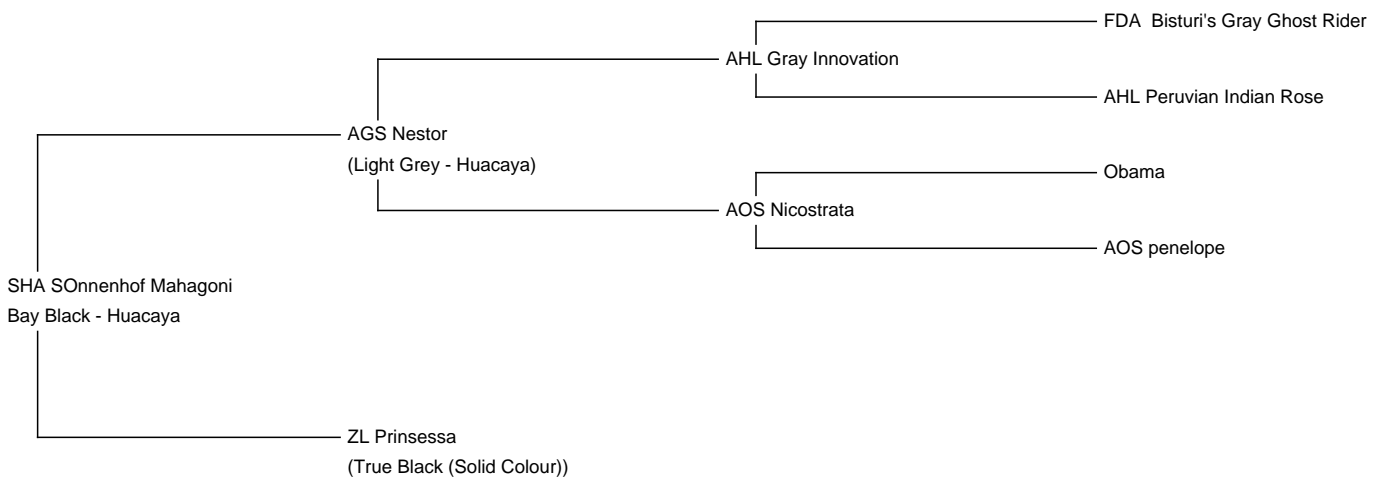 FDA  Bisturi's Gray Ghost Rider
AHL Gray Innovation
AHL Peruvian Indian Rose
AGS Nestor
(Light Grey - Huacaya)
Obama
AOS Nicostrata
AOS penelope
SHA SOnnenhof Mahagoni
Bay Black - Huacaya
ZL Prinsessa
(True Black (Solid Colour))